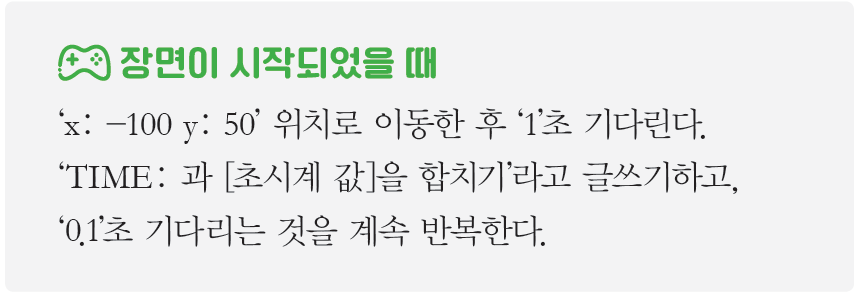 장면이 시작되었을 때
‘x: –100 y: 50’ 위치로 이동한 후 ‘1’초 기다린다.
‘TIME: 과 [초시계 값]을 합치기’라고 글쓰기하고,
‘0.1’초 기다리는 것을 계속 반복한다.